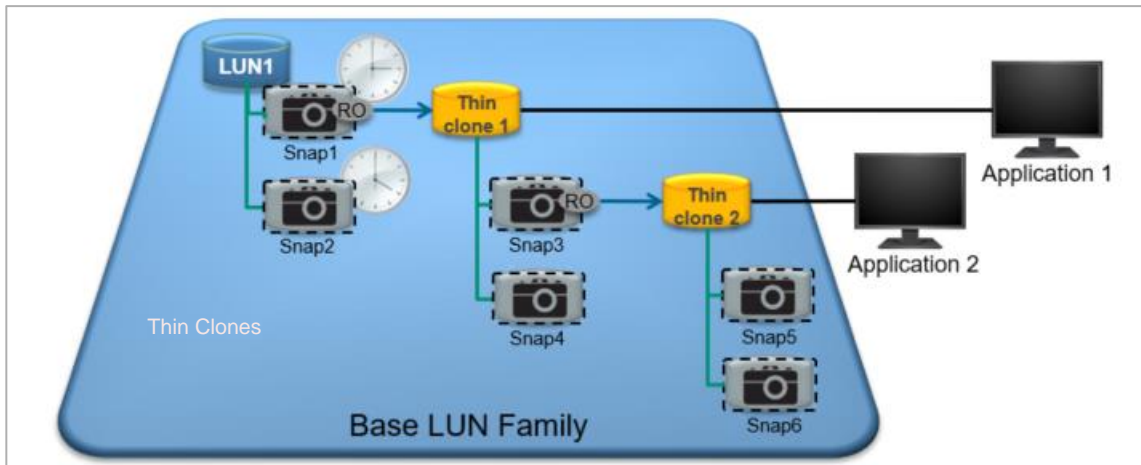 LUN1
RO
Snap1
Thin
clone 1
Application 1
Snap2
RO
Snap3
Thin
clone 2
Application 2
Thin Clones
Snap4
Snap5
Snap6
Base LUN Family